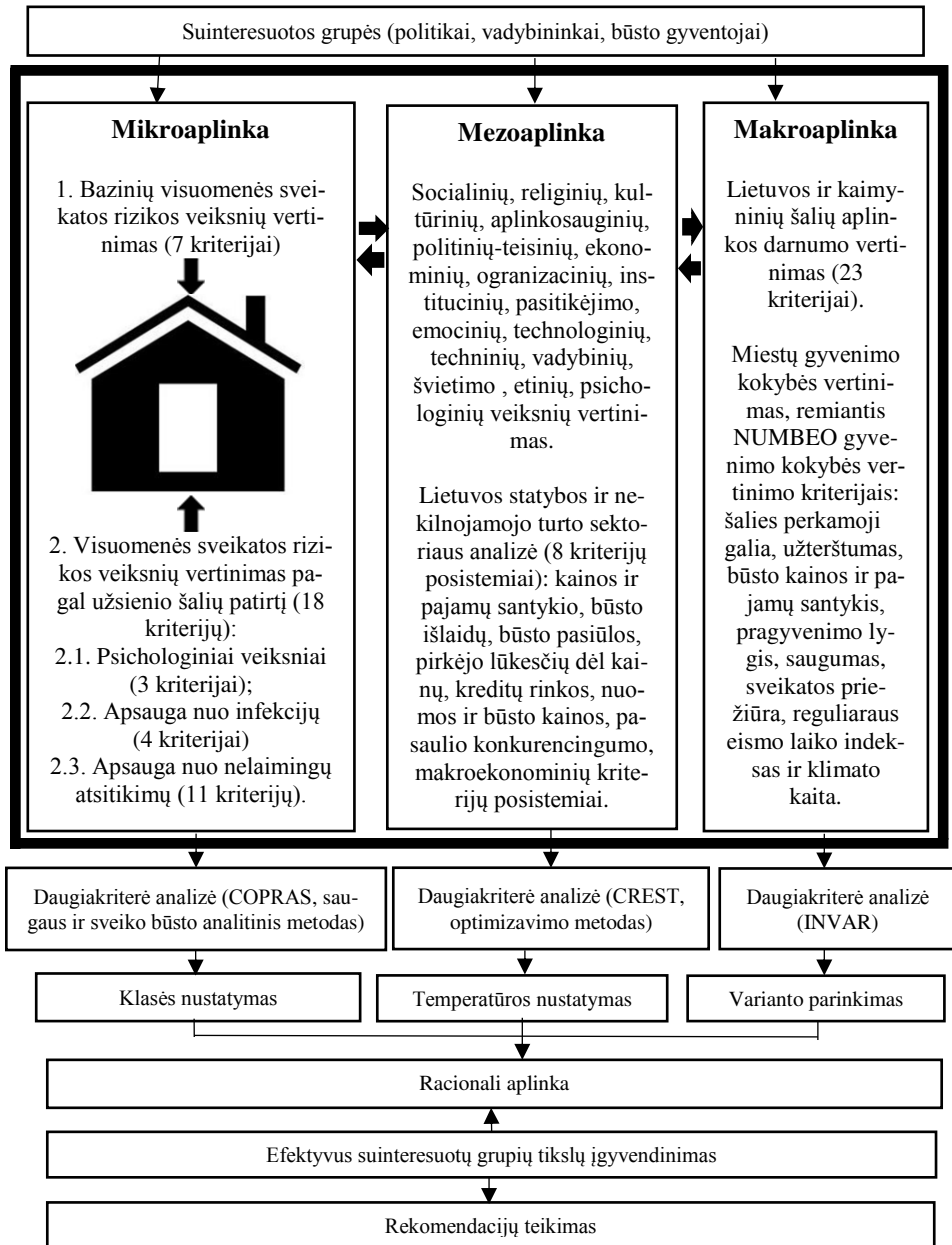 Suinteresuotos grupės (politikai, vadybininkai, būsto gyventojai)
Mikroaplinka
1. Bazinių visuomenės svei-
katos rizikos veiksnių verti-
nimas (7 kriterijai)
2. Visuomenės sveikatos rizi-
kos veiksnių vertinimas pa-
gal užsienio šalių patirtį (18
kriterijų):
2.1. Psichologiniai veiksniai
(3 kriterijai);
2.2. Apsauga nuo infekcijų
(4 kriterijai)
2.3. Apsauga nuo nelaimingų
atsitikimų (11 kriterijų).
Mezoaplinka
Socialinių, religinių, kul-
tūrinių, aplinkosauginių,
politinių-teisinių, ekono-
minių, ogranizacinių, ins-
titucinių, pasitikėjimo,
emocinių, technologinių,
techninių, vadybinių,
švietimo , etinių, psicho-
loginių veiksnių vertini-
mas.
Lietuvos statybos ir ne-
kilnojamojo turto sekto-
riaus analizė (8 kriterijų
posistemiai): kainos ir
pajamų santykio, būsto
išlaidų, būsto pasiūlos,
pirkėjo lūkesčių dėl kai-
nų, kreditų rinkos, nuo-
mos ir būsto kainos, pa-
saulio konkurencingumo,
makroekonominių krite-
rijų posistemiai.
Makroaplinka
Lietuvos ir kaimy-
ninių šalių aplin-
kos darnumo verti-
nimas (23
kriterijai).
Miestų gyvenimo
kokybės vertini-
mas, remiantis
NUMBEO gyve-
nimo kokybės ver-
tinimo kriterijais:
šalies perkamoji
galia, užterštumas,
būsto kainos ir pa-
jamų santykis,
pragyvenimo ly-
gis, saugumas,
sveikatos prie-
žiūra, reguliaraus
eismo laiko indek-
sas ir klimato
kaita.
Daugiakriterė analizė (COPRAS, sau-
gaus ir sveiko būsto analitinis metodas)
Daugiakriterė analizė (CREST,
optimizavimo metodas)
Daugiakriterė analizė
(INVAR)
Klasės nustatymas
Temperatūros nustatymas
Varianto parinkimas
Racionali aplinka
Efektyvus suinteresuotų grupių tikslų įgyvendinimas
Rekomendacijų teikimas